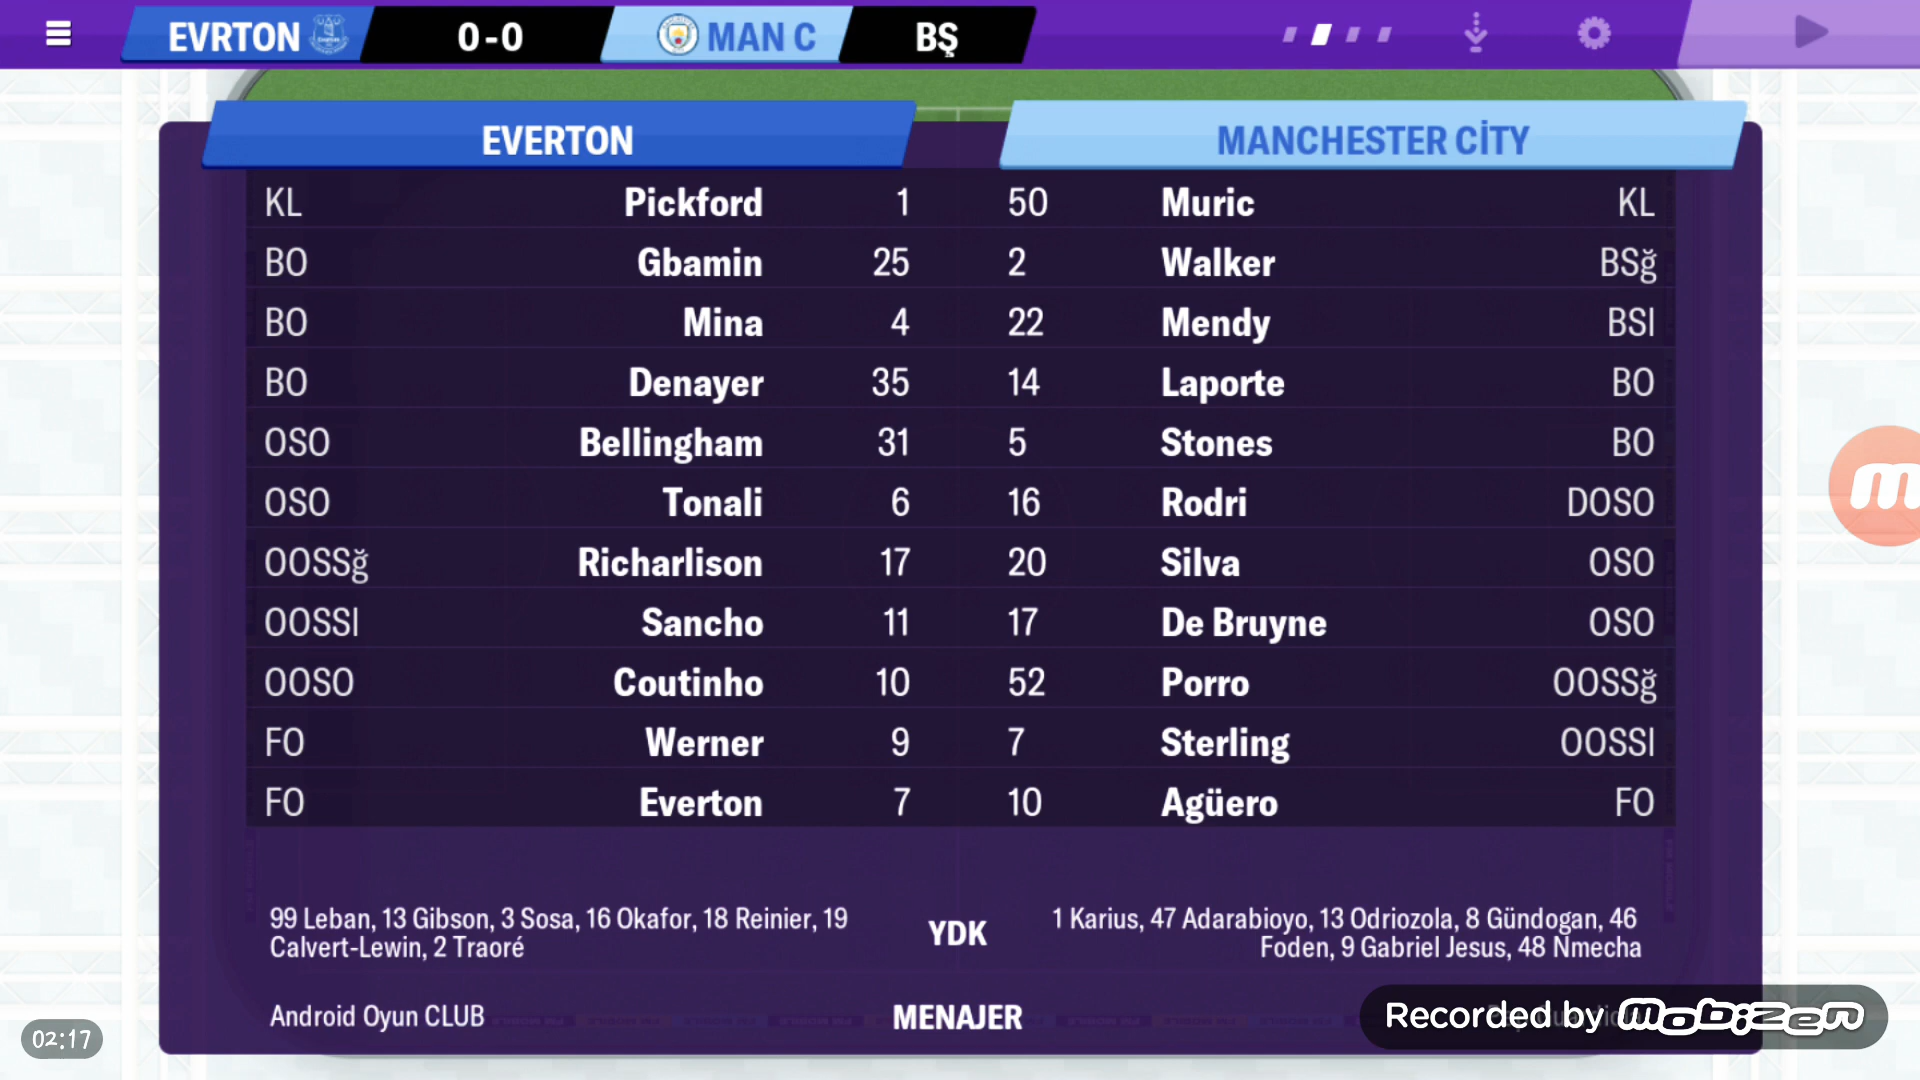 EVRTON 0-0 MAN C BŞ
EVERTON MANCHESTER CİTY
KL Pickford 1 50 Muric KL
BO Gbamin 25 2 Walker BSğ
BO Mina 4 22 Mendy BSl
BO Denayer 35 14 Laporte BO
OSO Bellingham 31 5 Stones BO
OSO Tonali 6 16 Rodri DOSO
OOSSğ Richarlison 17 20 Silva OSO
OOSSl Sancho 11 17 De Bruyne OSO
OOSO Coutinho 10 52 Porro OOSSğ
FO Werner 9 7 Sterling OOSSl
FO Everton 7 10 Agüero FO
99 Leban, 13 Gibson, 3 Sosa, 16 Okafor, 18 Reinier, 19
Calvert-Lewin, 2 Traoré
YDK
1 Karius, 47 Adarabioyo, 13 Odriozola, 8 Gündogan, 46
Foden, 9 Gabriel Jesus, 48 Nmecha
Android Oyun CLUB MENAJER
Recorded by mobizen
02:17
m